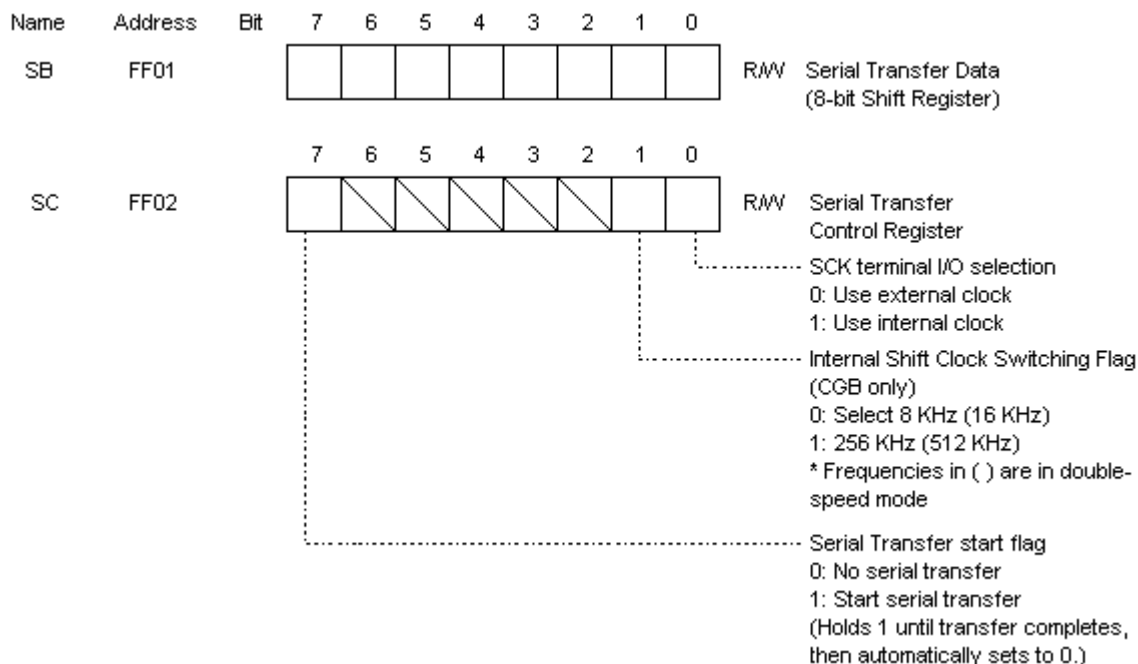 Name Address Bit 7 6 5 4 3 2 1 0
SB FF01 R/W Serial Transfer Data
(8-bit Shift Register)
7 6 5 4 3 2 1 0
SC FF02 R/W Serial Transfer
Control Register
SCK terminal I/O selection
0: Use external clock
1: Use internal clock
Internal Shift Clock Switching Flag
(CGB only)
0: Select 8 KHz (16 KHz)
1: 256 KHz (512 KHz)
* Frequencies in ( ) are in double-
speed mode
Serial Transfer start flag
0: No serial transfer
1: Start serial transfer
(Holds 1 until transfer completes,
then automatically sets to 0.)